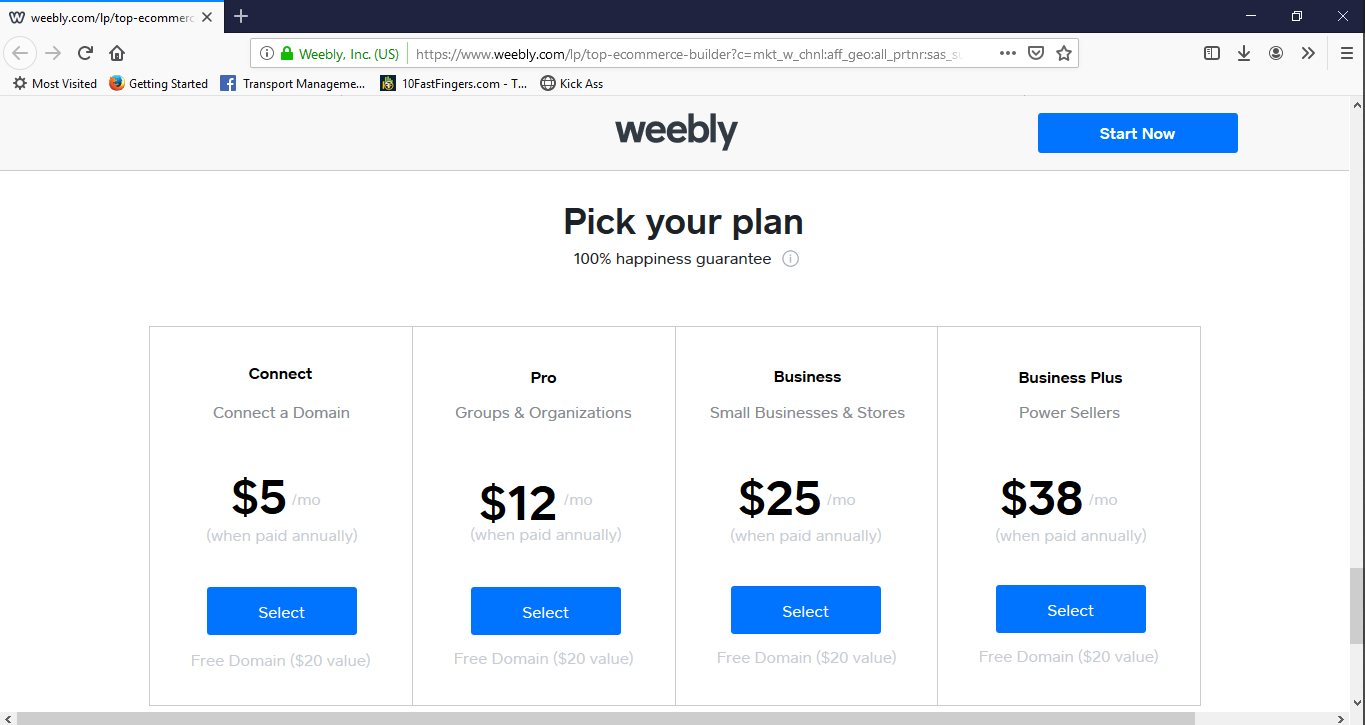 weebly.com/lp/top-ecommerc
Weebly, Inc. (US)
https://www.weebly.com/lp/top-ecommerce-builder?c=mkt_w_chnl:aff_geo:all_prtnr:sas_su
Most Visited
Getting Started
Transport Manageme...
10FastFingers.com - T...
Kick Ass
weebly
Start Now
Pick your plan
100% happiness guarantee
Connect
Connect a Domain
$5 /mo
(when paid annually)
Select
Free Domain ($20 value)
Pro
Groups & Organizations
$12 /mo
(when paid annually)
Select
Free Domain ($20 value)
Business
Small Businesses & Stores
$25 /mo
(when paid annually)
Select
Free Domain ($20 value)
Business Plus
Power Sellers
$38 /mo
(when paid annually)
Select
Free Domain ($20 value)